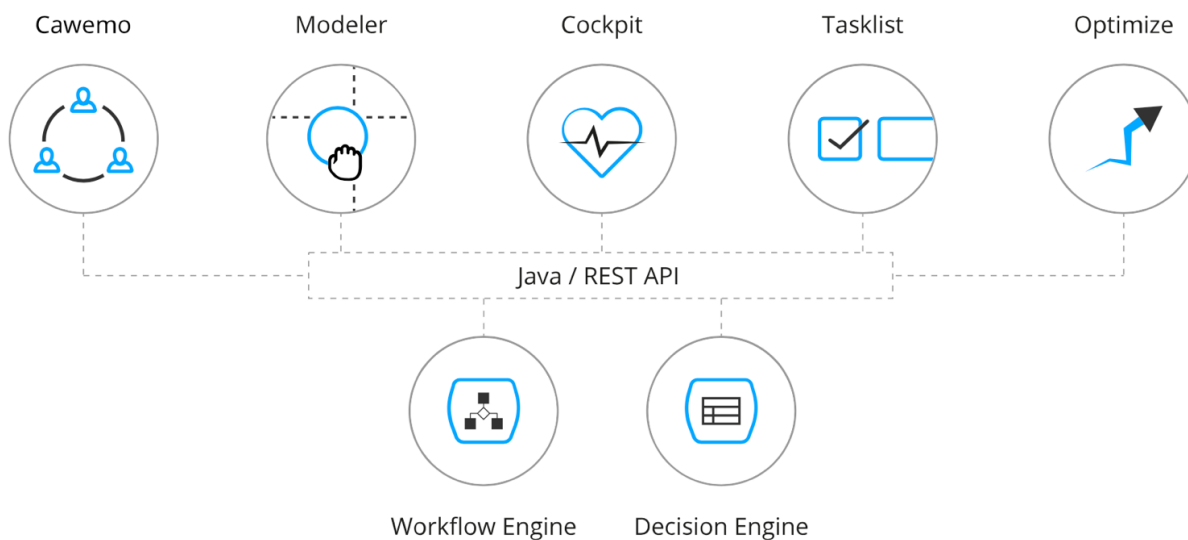 Cawemo
Modeler
Cockpit
Tasklist
Optimize
Java / REST API
Workflow Engine
Decision Engine